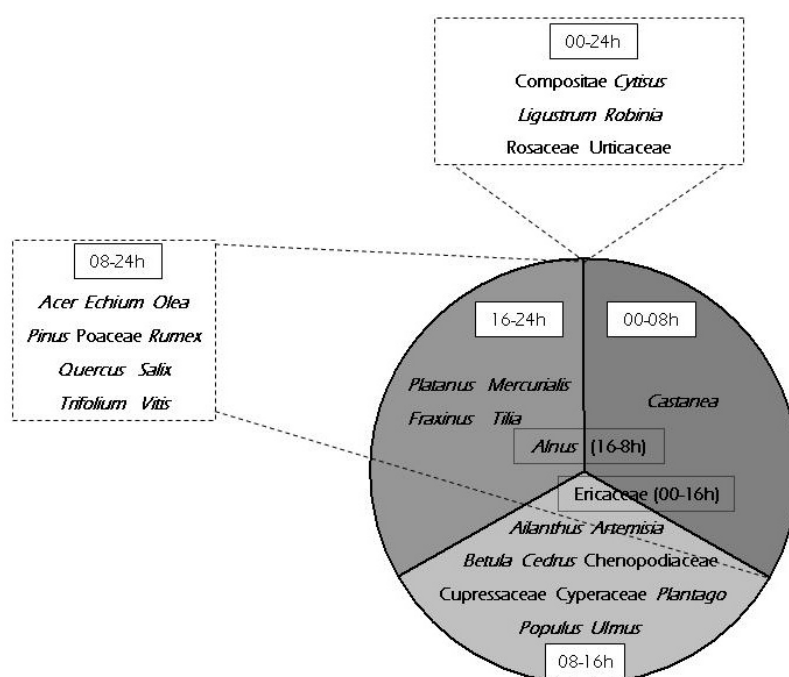 00-24h
Compositae Cytisus
Ligustrum Robinia
Rosaceae Urticaceae
08-24h
Acer Echium Olea
Pinus Poaceae Rumex
Quercus Salix
Trifolium Vitis
16-24h
00-08h
Platanus Mercurialis
Fraxinus Tilia
Castanea
Alnus (16-8h)
Ericaceae (00-16h)
Ailanthus Artemisia
Betula Cedrus Chenopodiaceae
Cupressaceae Cyperaceae Plantago
Populus Ulmus
08-16h